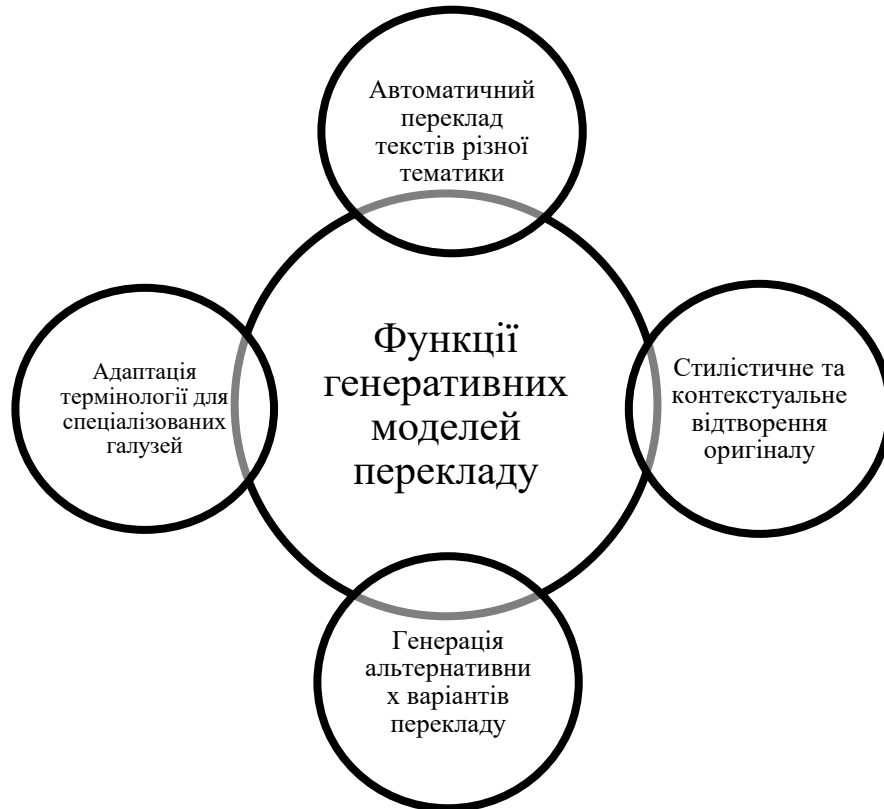 Автоматичний
переклад
текстів різної
тематики
Функції
генеративних
моделей
перекладу
Адаптація
термінології для
спеціалізованих
галузей
Стилістичне та
контекстуальне
відтворення
оригіналу
Генерація
альтернативни
х варіантів
перекладу